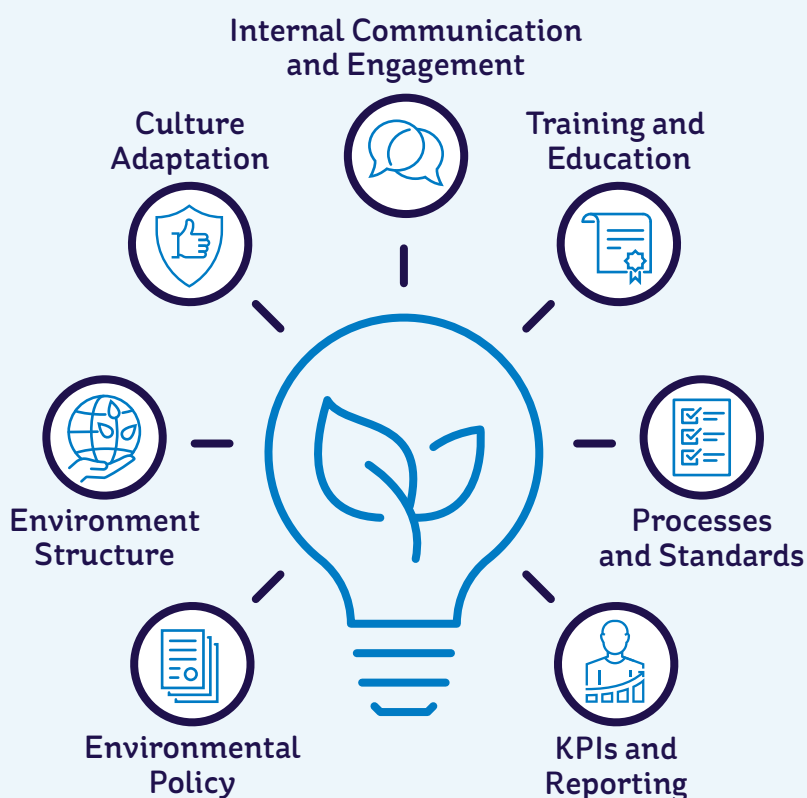 Internal Communication
and Engagement
Culture
Adaptation
Training and
Education
Environment
Structure
Processes
and Standards
Environmental
Policy
KPIs and
Reporting